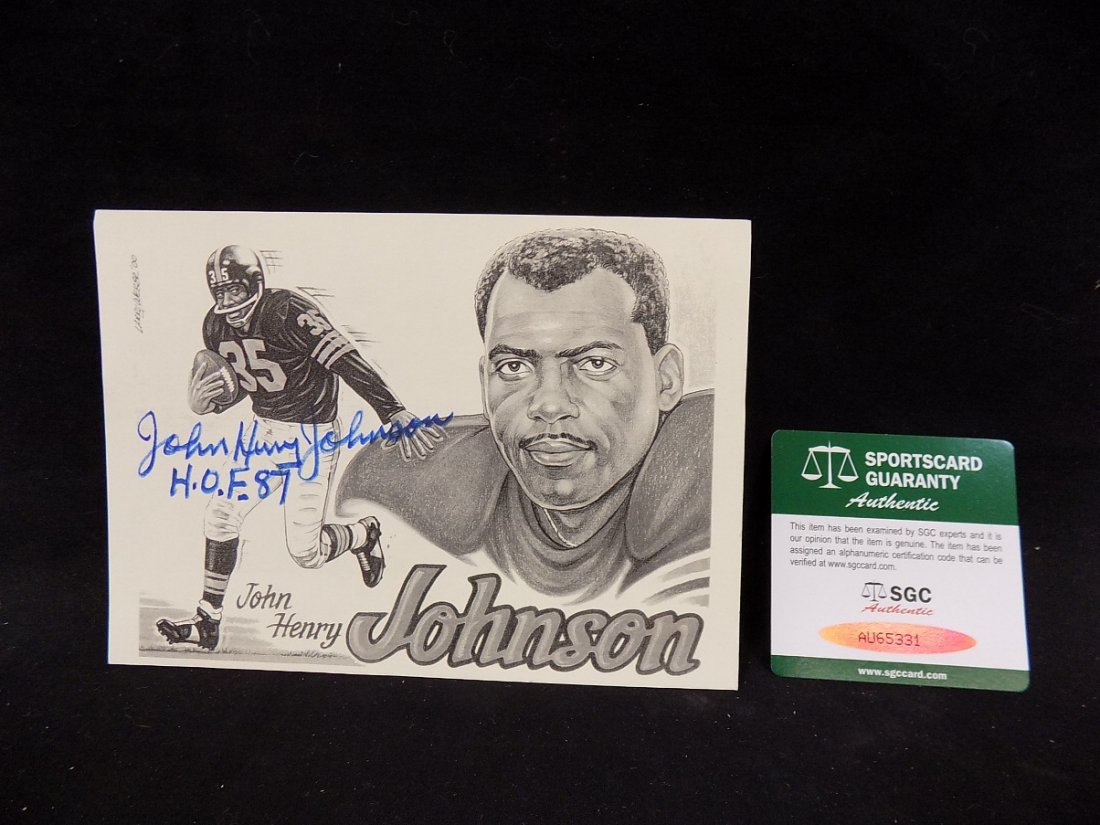 35
35
35
John Henry Johnson
H.O.F. 87
John
Henry
Johnson
SPORTSCARD
GUARANTY
Authentic
This item has been examined by SGC experts and it is
our opinion that the item is genuine. The item has been
assigned an alphanumeric certification code that can be
verified at www.sgccard.com.
SGC
Authentic
AU65331
www.sgccard.com